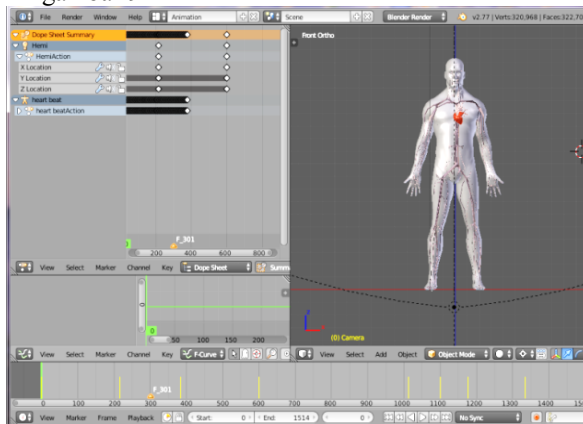 File Render Window Help Animation Scene Blender Render v2.77 | Verts:320,968 | Faces:322,70
Dope Sheet Summary
Hemi
HemiAction
X Location
Y Location
Z Location
heart beat
heart beatAction
F_301
200 400 600 800
View Select Marker Channel Key Dope Sheet Summ
0
50 100 150 200
View Select Marker Channel Key F-Curve
Front Ortho
(0) Camera
View Select Add Object Object Mode
F_301
0 100 200 300 400 500 600 700 800 900 1000 1100 1200 1300 1400
View Marker Frame Playback Start: 0 End: 1514 0 No Sync